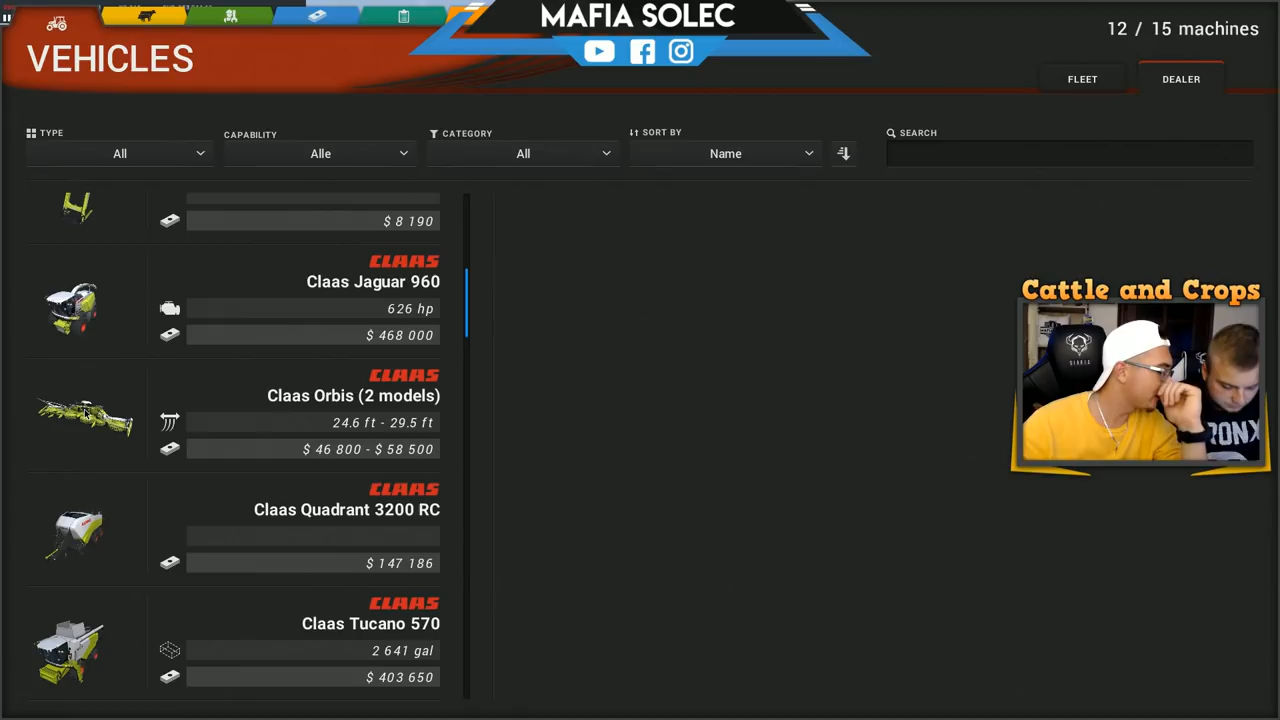 MAFIA SOLEC
12 / 15 machines
VEHICLES
FLEET
DEALER
TYPE
CAPABILITY
CATEGORY
SORT BY
SEARCH
All
Alle
All
Name
$ 8 190
CLAAS
Claas Jaguar 960
626 hp
$ 468 000
CLAAS
Claas Orbis (2 models)
24.6 ft - 29.5 ft
$ 46 800 - $ 58 500
CLAAS
Claas Quadrant 3200 RC
$ 147 186
CLAAS
Claas Tucano 570
2 641 gal
$ 403 650
Cattle and Crops
DIABLO
RONX